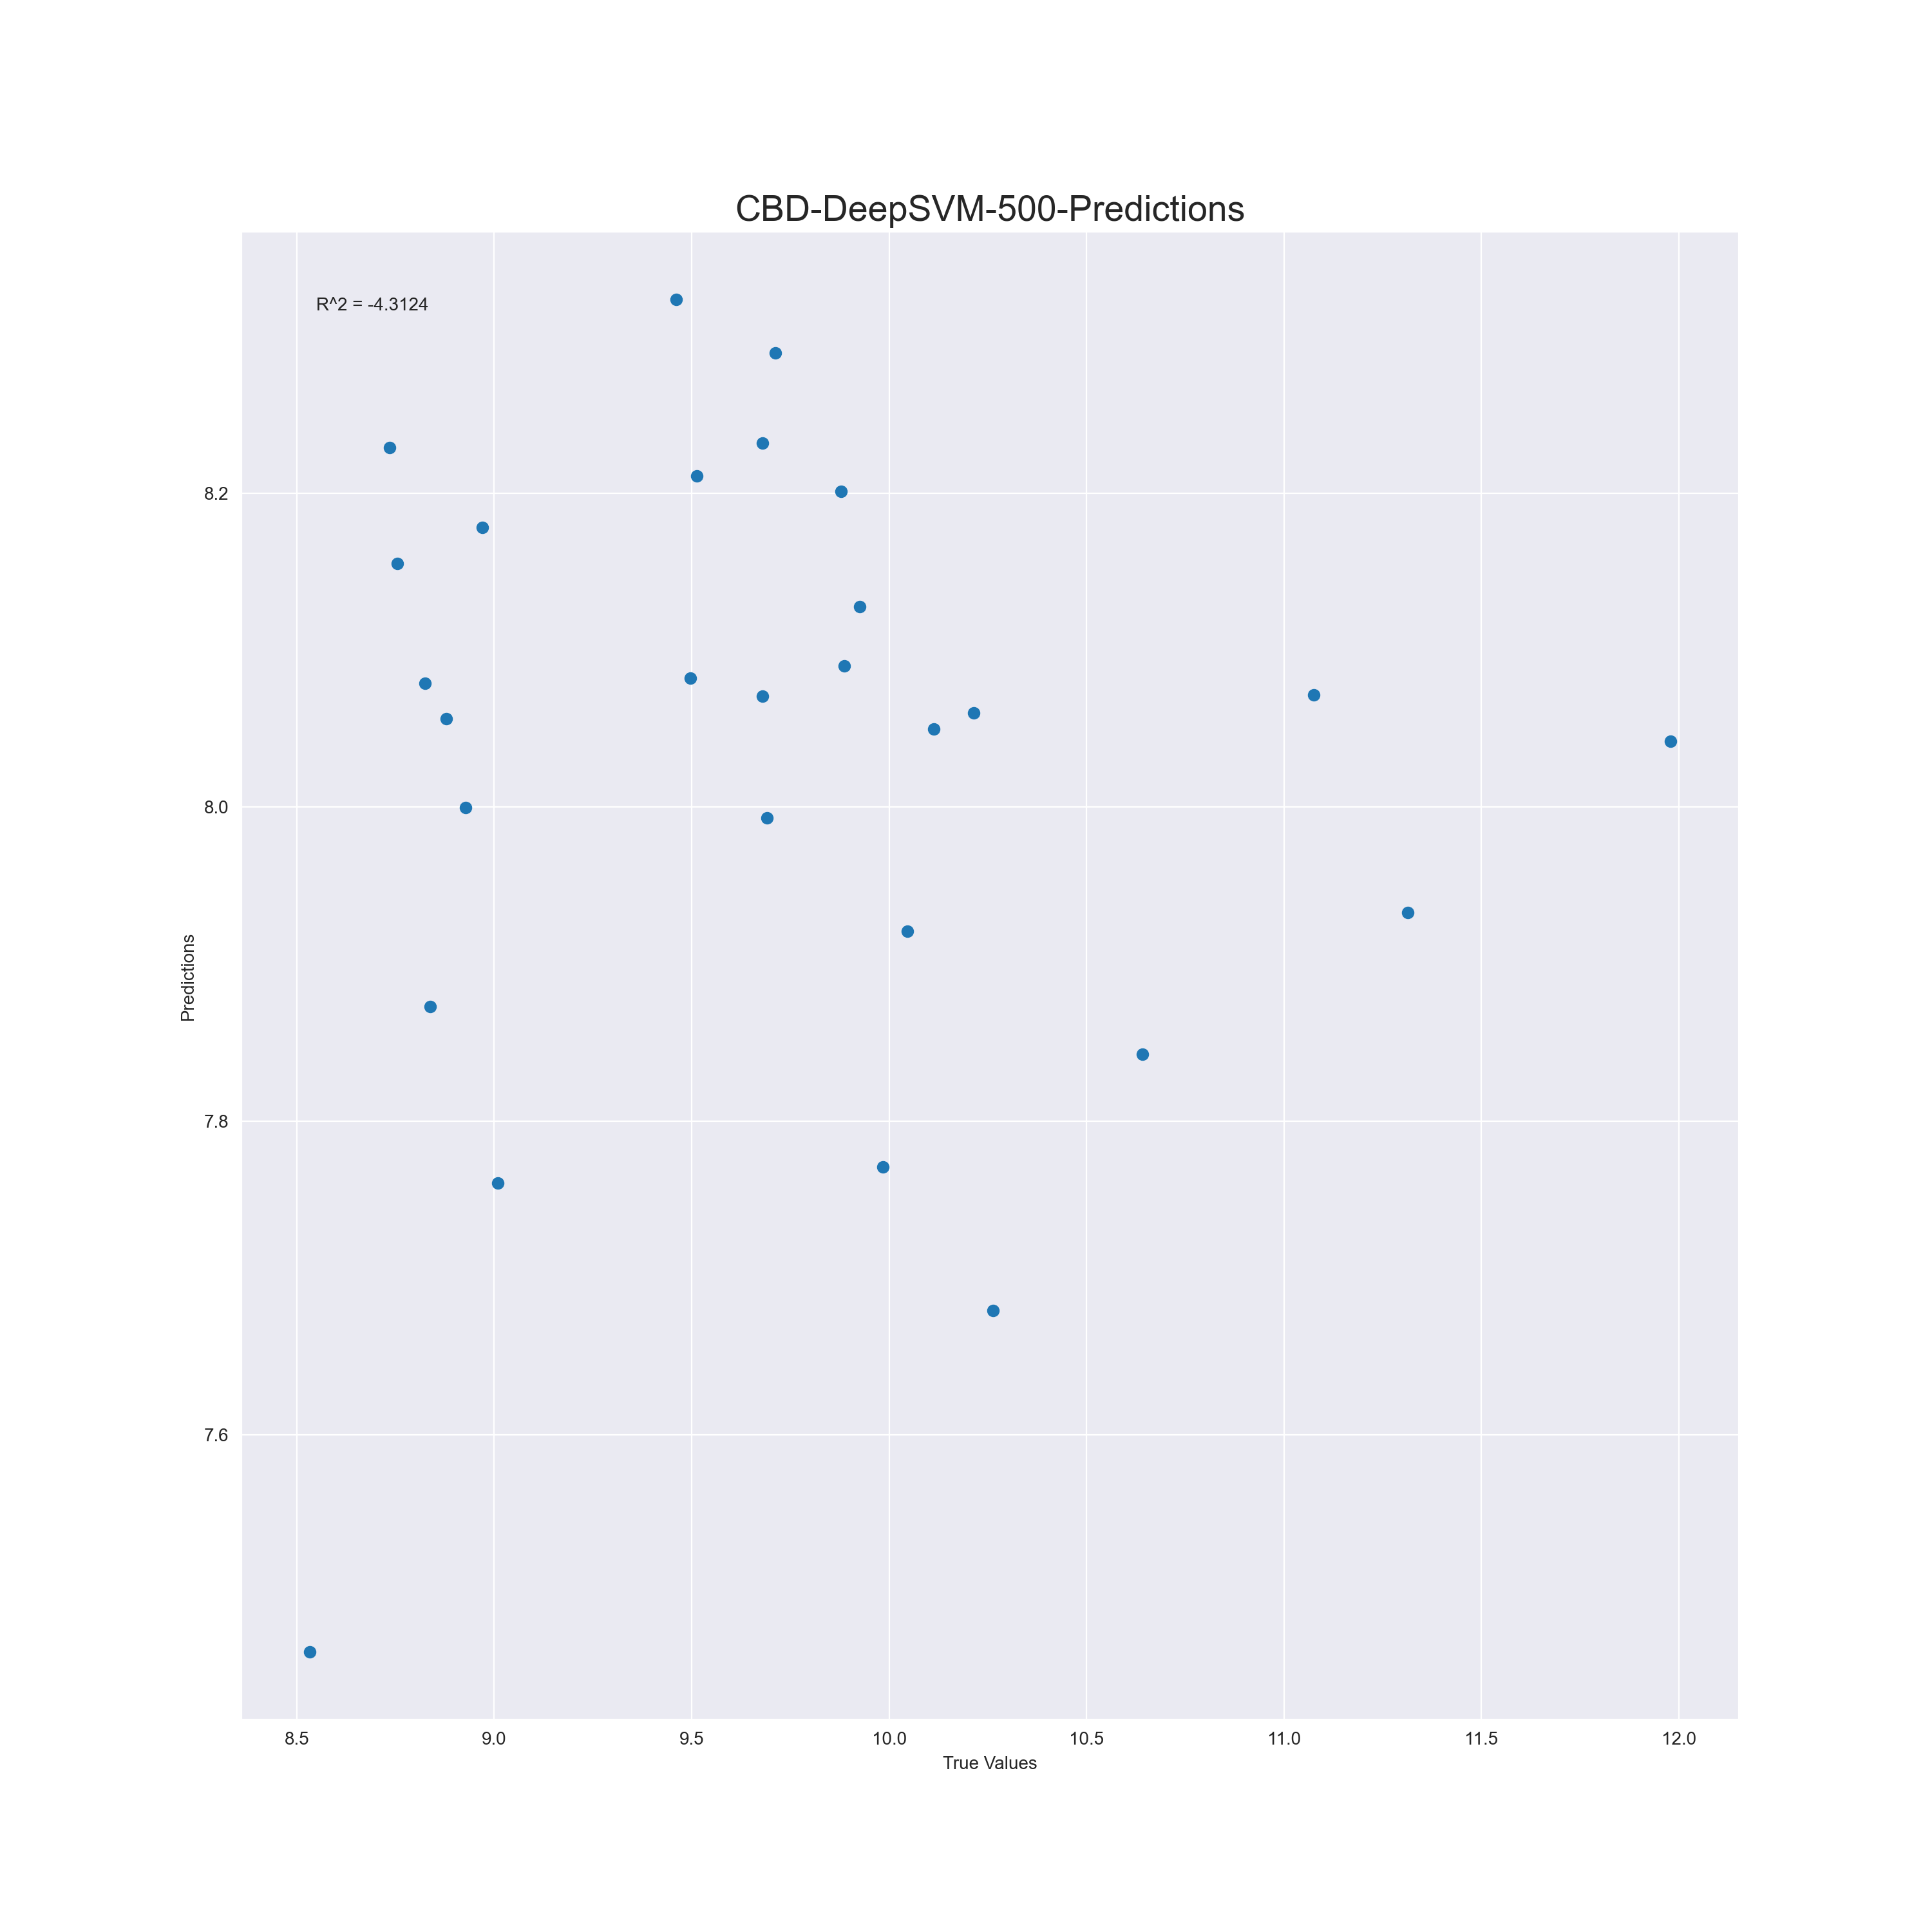 CBD-DeepSVM-500-Predictions
R^2 = -4.3124
8.2
8.0
7.8
7.6
Predictions
8.5 9.0 9.5 10.0 10.5 11.0 11.5 12.0
True Values